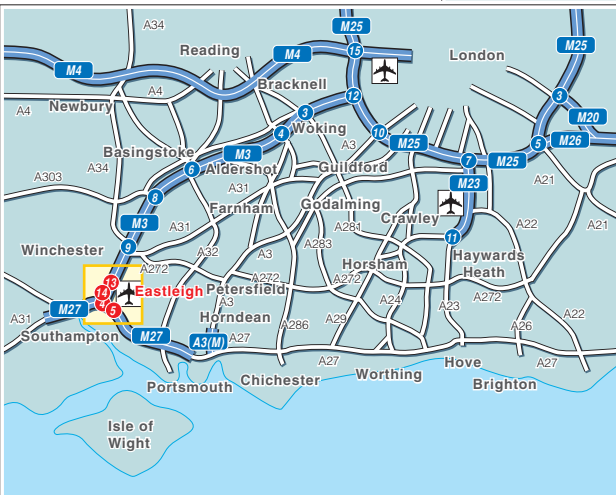 A34
M25
Reading
M4
15
London
M25
M4
Bracknell
A4
A4
Newbury
12
3
3
M20
Woking
4
10
A3
M25
5
M26
Basingstoke
M3
7
M25
A34
6
Aldershot
Guildford
A21
A303
A31
M23
8
Farnham
Godalming
Crawley
M3
A31
A283
A281
A22
A21
9
11
Winchester
A32
A3
Horsham
Haywards
Heath
A272
A272
13
14
Eastleigh
Petersfield
A24
A272
4
5
M27
A3
Horndean
A29
A23
A22
A31
A286
A26
Southampton
M27
A3(M)
A27
A27
A27
Hove
Portsmouth
Chichester
Worthing
Brighton
Isle of
Wight